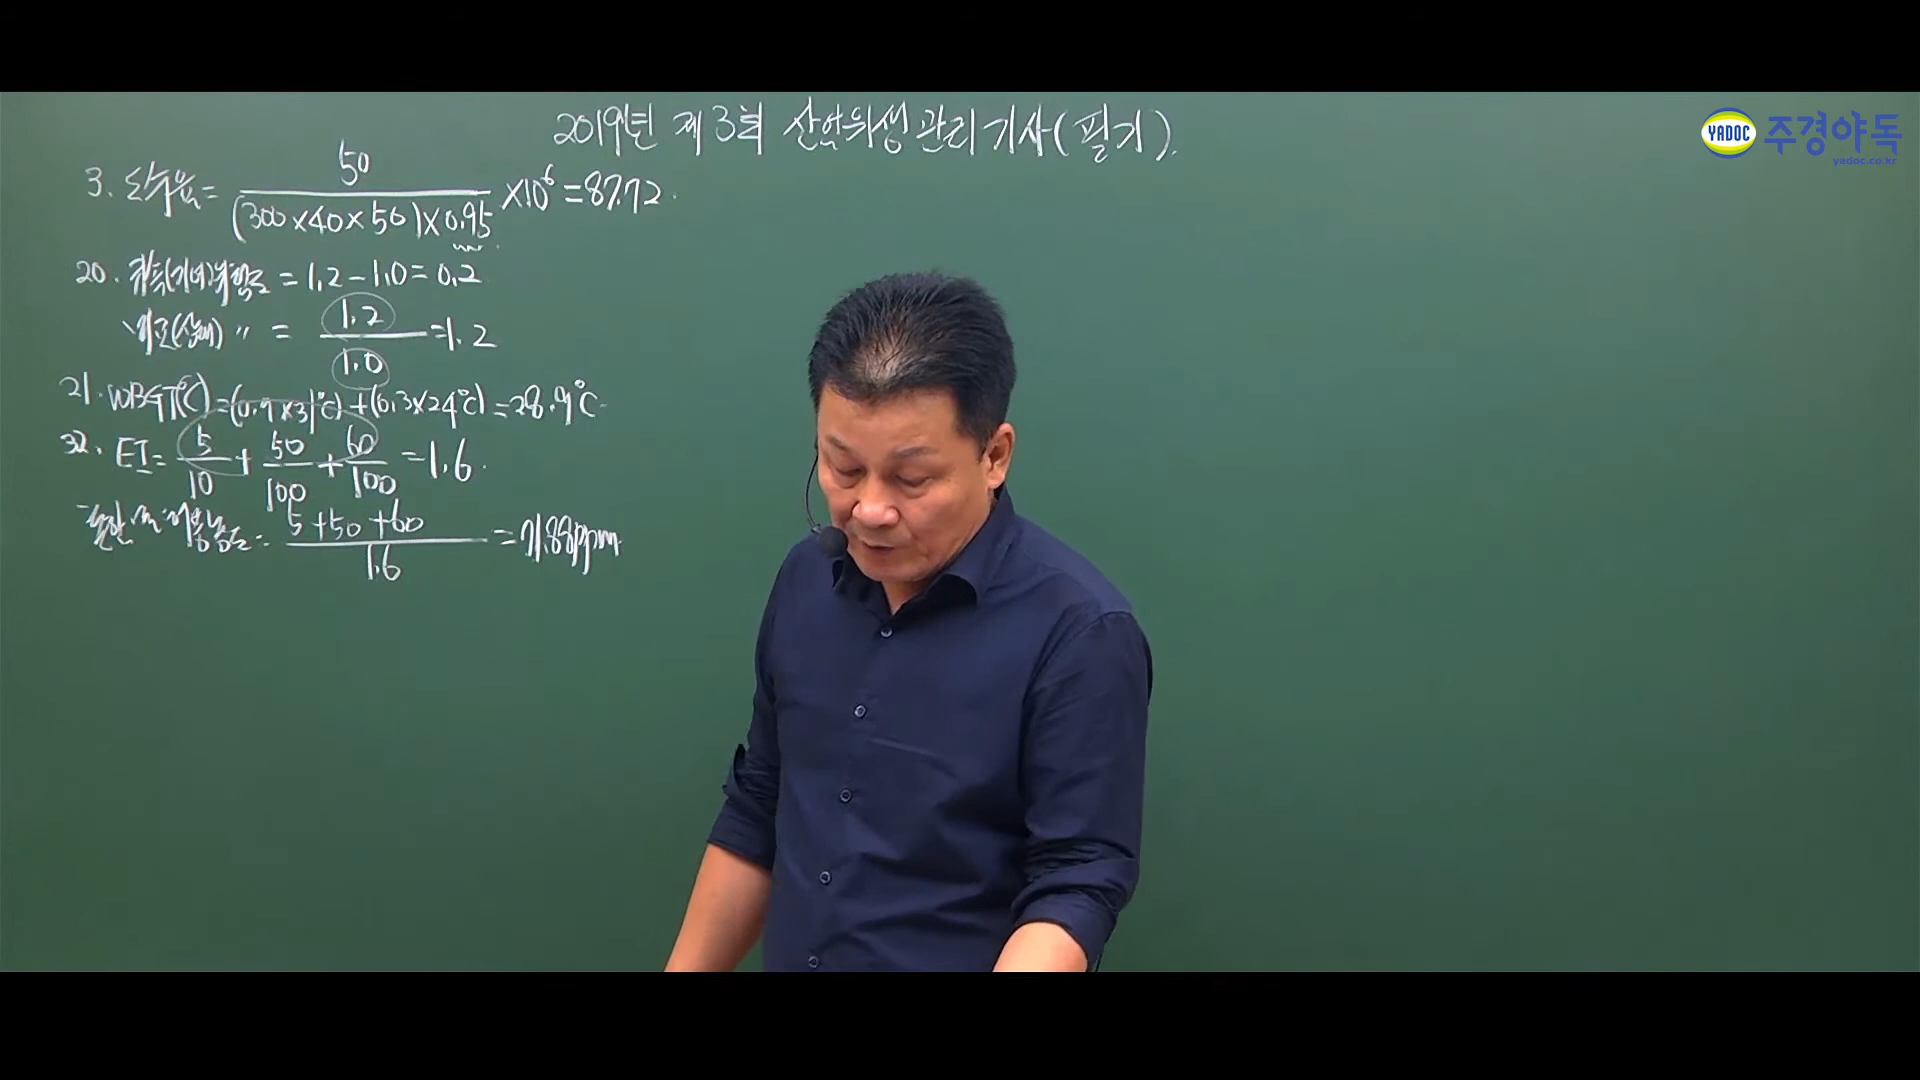 2019년 제3회 산업위생관리기사(필기).
YADOC 주경야독
yadoc.co.kr
3. 도수율 = 50 / (300×40×50)×0.95 ×10⁶ = 87.72.
20. 귀속(기여)위험도 = 1.2 - 1.0 = 0.2
비교(상대) 〃 = 1.2 / 1.0 = 1.2
21. WBGT(℃) = (0.7×31℃) + (0.3×24℃) = 28.9℃
32. EI = 5/10 + 50/100 + 60/100 = 1.6.
혼합 허용농도 = 5+50+60 / 1.6 = 71.88ppm